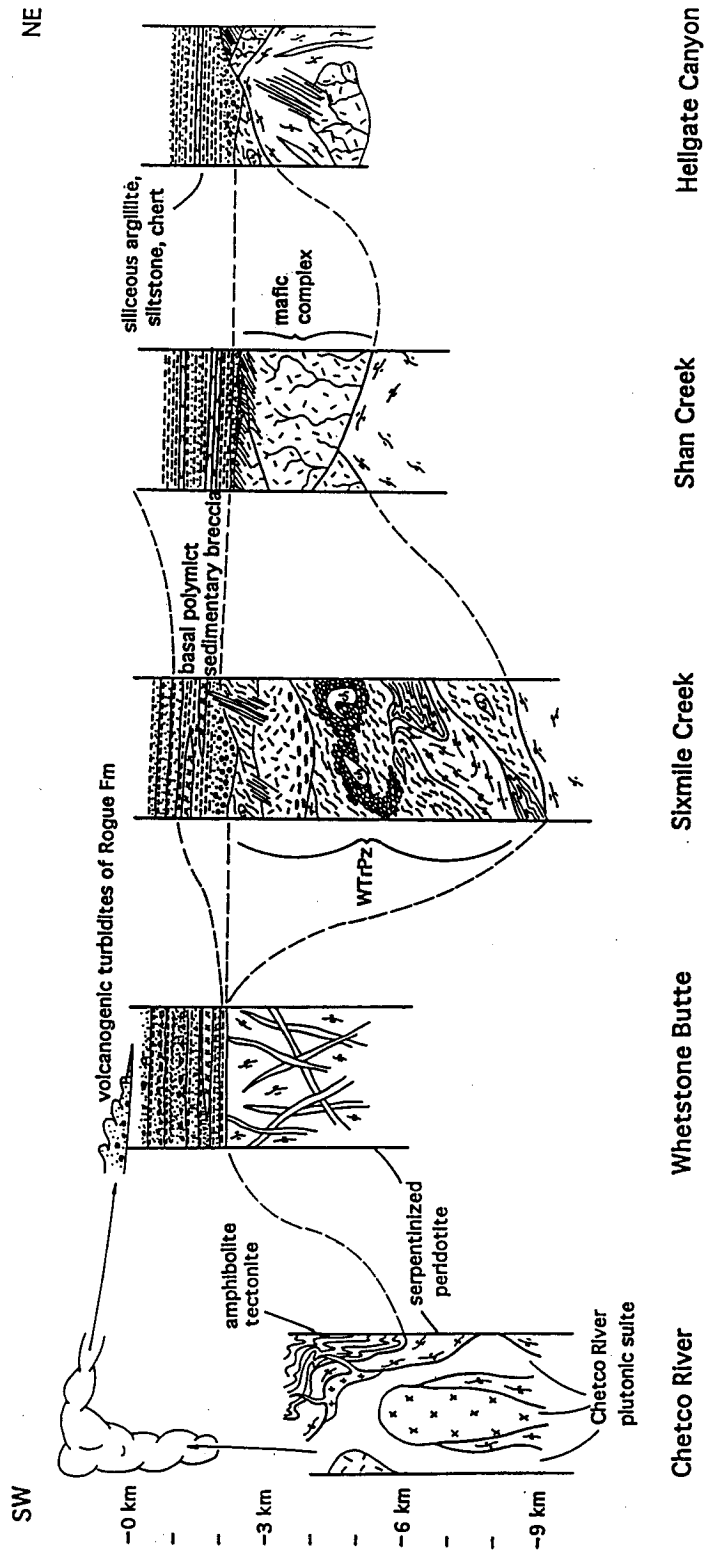 SW
NE
–0 km
–3 km
–6 km
–9 km
volcanogenic turbidites of Rogue Fm
amphibolite
tectonite
serpentinized
peridotite
Chetco River
plutonic suite
WTrPz
basal polymict
sedimentary breccia
mafic
complex
siliceous argillite,
siltstone, chert
Chetco River
Whetstone Butte
Sixmile Creek
Shan Creek
Hellgate Canyon